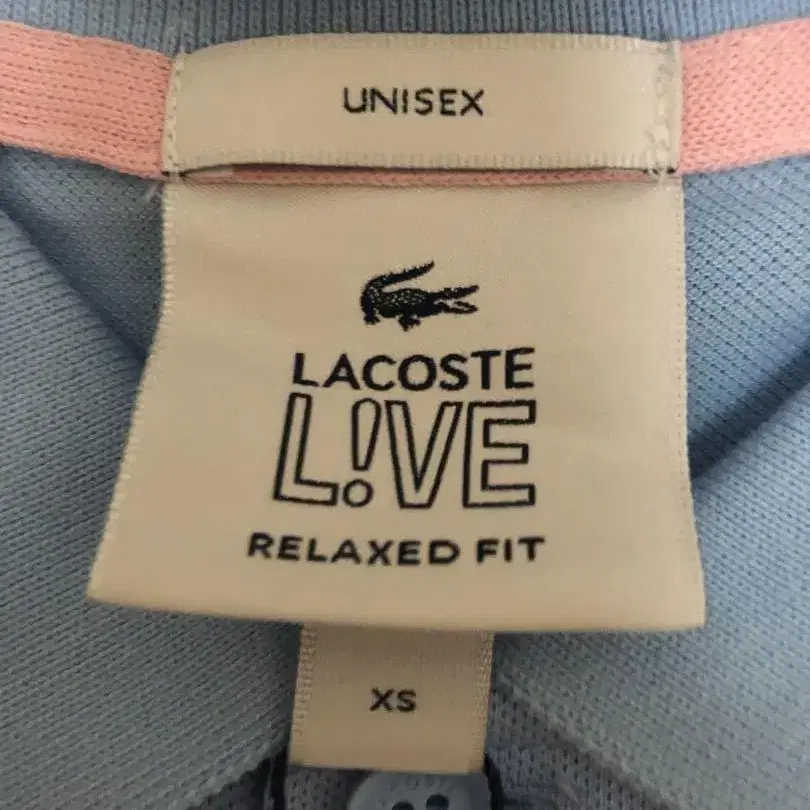 UNISEX
LACOSTE
L!VE
RELAXED FIT
XS